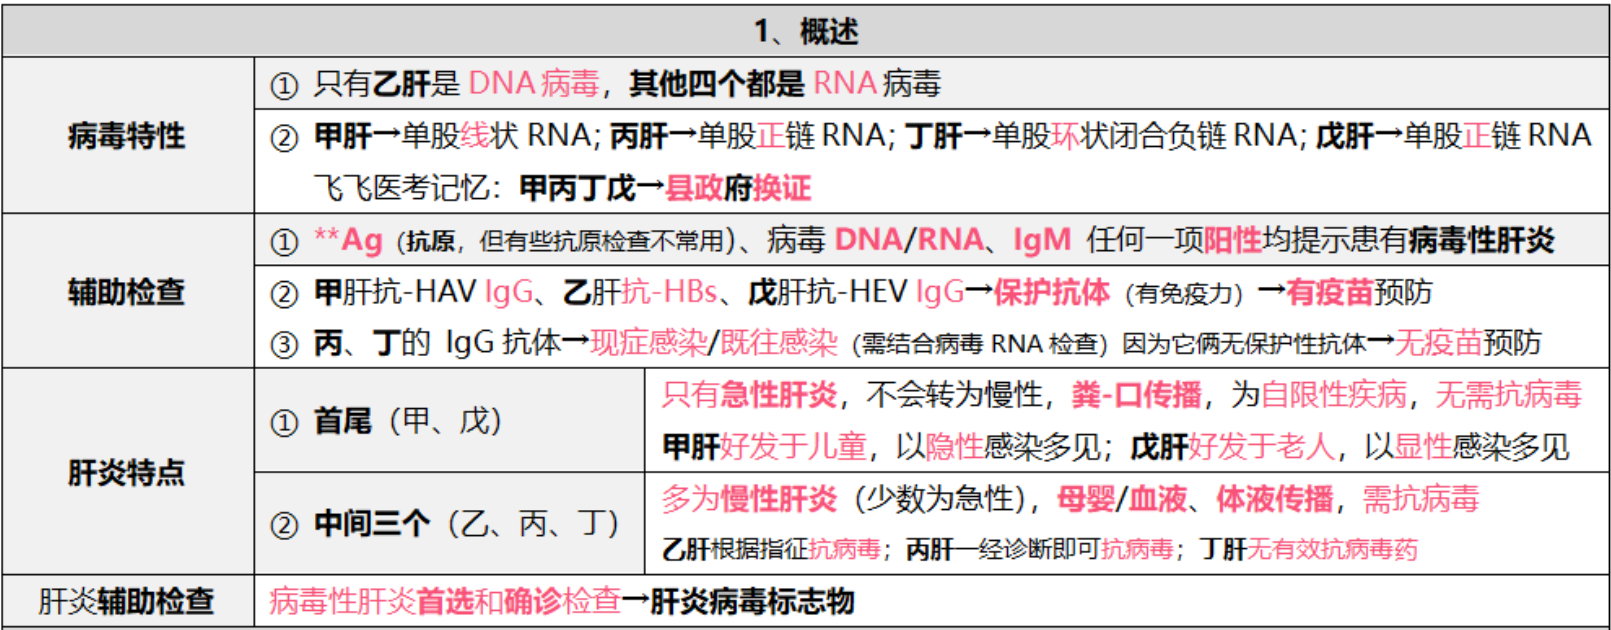 1、概述
病毒特性
① 只有乙肝是 DNA 病毒，其他四个都是 RNA 病毒
② 甲肝→单股线状 RNA；丙肝→单股正链 RNA；丁肝→单股环状闭合负链 RNA；戊肝→单股正链 RNA
飞飞医考记忆：甲丙丁戊→县政府换证
辅助检查
① **Ag（抗原，但有些抗原检查不常用）、病毒 DNA/RNA、IgM 任何一项阳性均提示患有病毒性肝炎
② 甲肝抗-HAV IgG、乙肝抗-HBs、戊肝抗-HEV IgG→保护抗体（有免疫力）→有疫苗预防
③ 丙、丁的 IgG 抗体→现症感染/既往感染（需结合病毒 RNA 检查）因为它俩无保护性抗体→无疫苗预防
肝炎特点
① 首尾（甲、戊）
只有急性肝炎，不会转为慢性，粪-口传播，为自限性疾病，无需抗病毒
甲肝好发于儿童，以隐性感染多见；戊肝好发于老人，以显性感染多见
② 中间三个（乙、丙、丁）
多为慢性肝炎（少数为急性），母婴/血液、体液传播，需抗病毒
乙肝根据指征抗病毒；丙肝一经诊断即可抗病毒；丁肝无有效抗病毒药
肝炎辅助检查
病毒性肝炎首选和确诊检查→肝炎病毒标志物